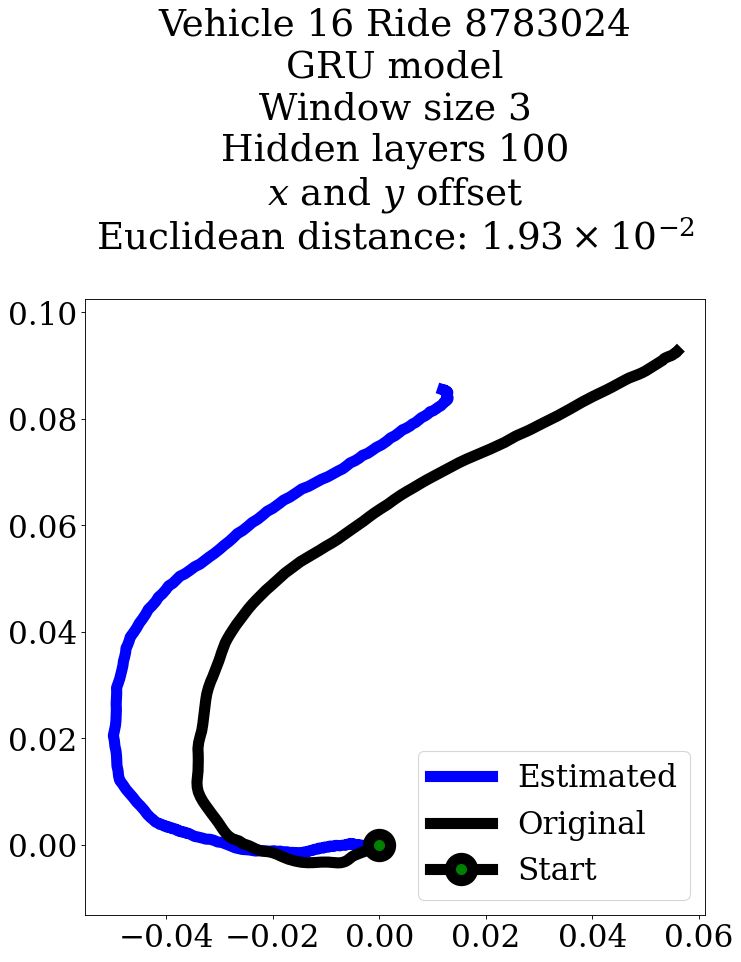 Vehicle 16 Ride 8783024
GRU model
Window size 3
Hidden layers 100
x and y offset
Euclidean distance: 1.93 × 10⁻²
0.10
0.08
0.06
0.04
0.02
0.00
Estimated
Original
Start
−0.04 −0.02 0.00 0.02 0.04 0.06